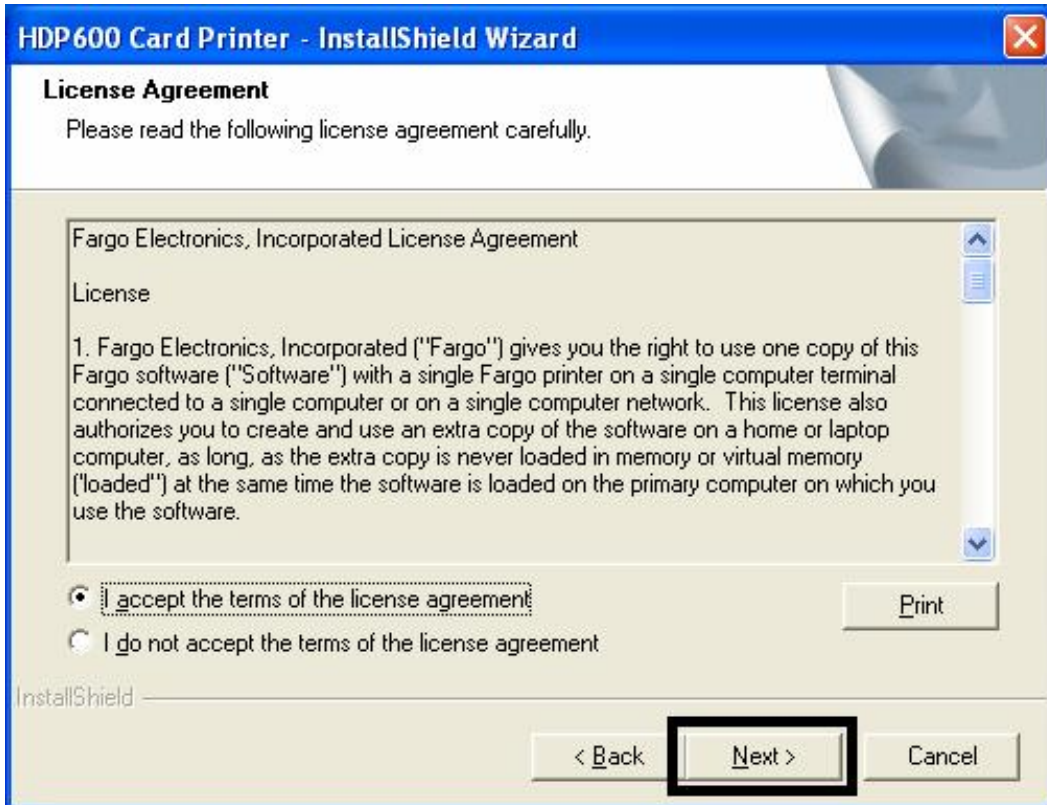 HDP600 Card Printer - InstallShield Wizard
License Agreement
Please read the following license agreement carefully.
Fargo Electronics, Incorporated License Agreement
License
1. Fargo Electronics, Incorporated ("Fargo") gives you the right to use one copy of this
Fargo software ("Software") with a single Fargo printer on a single computer terminal
connected to a single computer or on a single computer network.  This license also
authorizes you to create and use an extra copy of the software on a home or laptop
computer, as long, as the extra copy is never loaded in memory or virtual memory
('loaded") at the same time the software is loaded on the primary computer on which you
use the software.
I accept the terms of the license agreement
Print
I do not accept the terms of the license agreement
InstallShield
< Back
Next >
Cancel